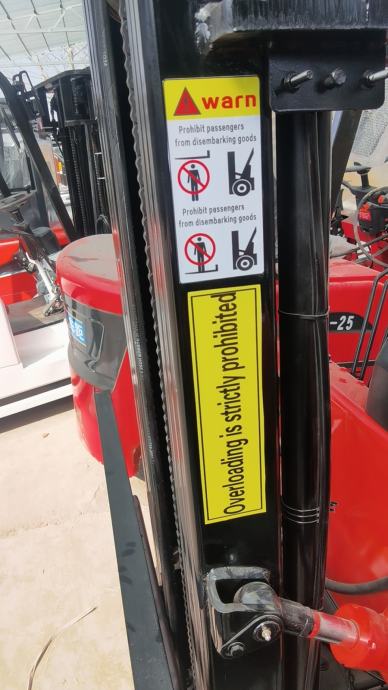 warn
Prohibit passengers
from disembarking goods
Prohibit passengers
from disembarking goods
Overloading is strictly prohibited
-25